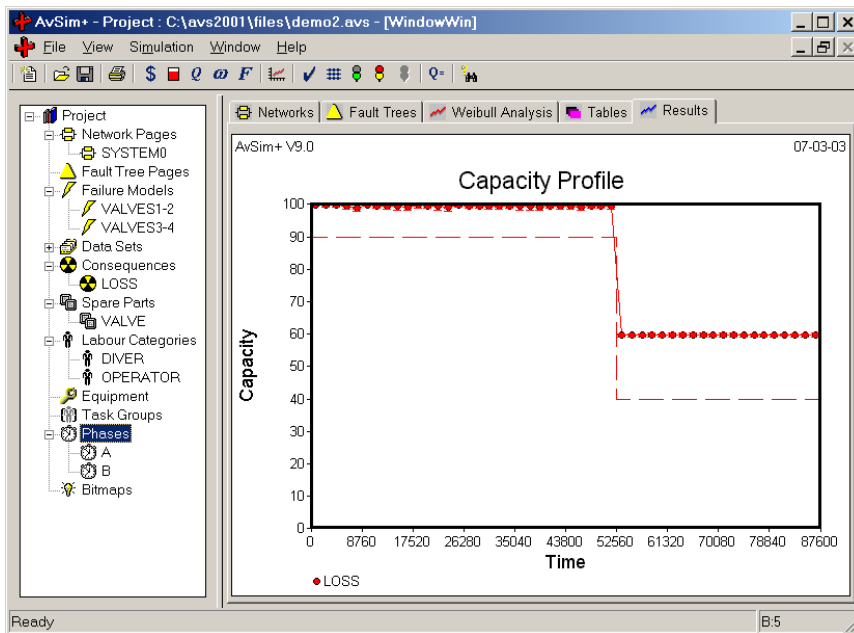 AvSim+ - Project : C:\avs2001\files\demo2.avs - [WindowWin]
File View Simulation Window Help
$ Q ω F Q=
Project
Network Pages
SYSTEM0
Fault Tree Pages
Failure Models
VALVES1-2
VALVES3-4
Data Sets
Consequences
LOSS
Spare Parts
VALVE
Labour Categories
DIVER
OPERATOR
Equipment
Task Groups
Phases
A
B
Bitmaps
Networks Fault Trees Weibull Analysis Tables Results
AvSim+ V9.0 07-03-03
Capacity Profile
Capacity
100
90
80
70
60
50
40
30
20
10
0
0 8760 17520 26280 35040 43800 52560 61320 70080 78840 87600
Time
LOSS
Ready B:5